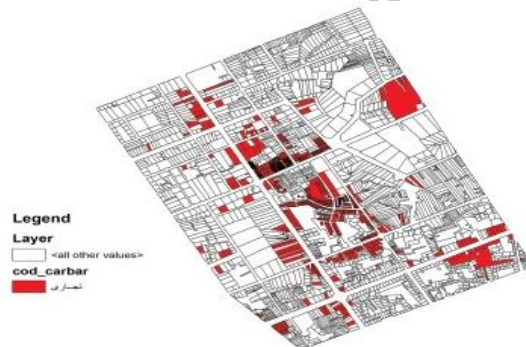 Legend
Layer
<all other values>
cod_carbar
تجاری